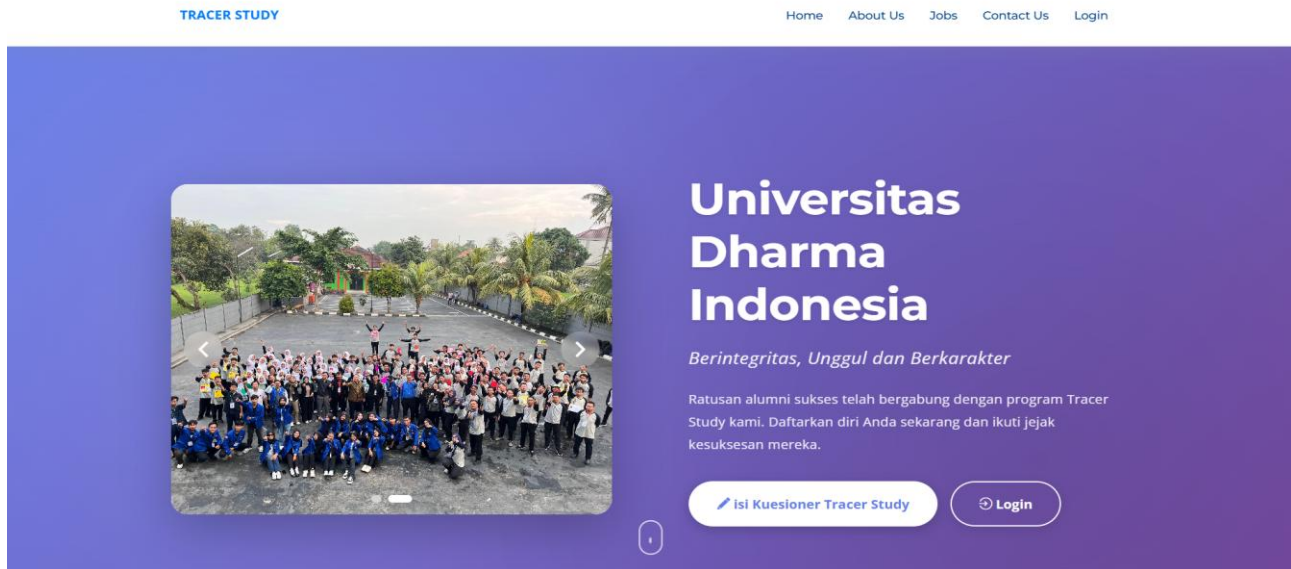 TRACER STUDY
Home About Us Jobs Contact Us Login
Universitas
Dharma
Indonesia
Berintegritas, Unggul dan Berkarakter
Ratusan alumni sukses telah bergabung dengan program Tracer
Study kami. Daftarkan diri Anda sekarang dan ikuti jejak
kesuksesan mereka.
isi Kuesioner Tracer Study
Login